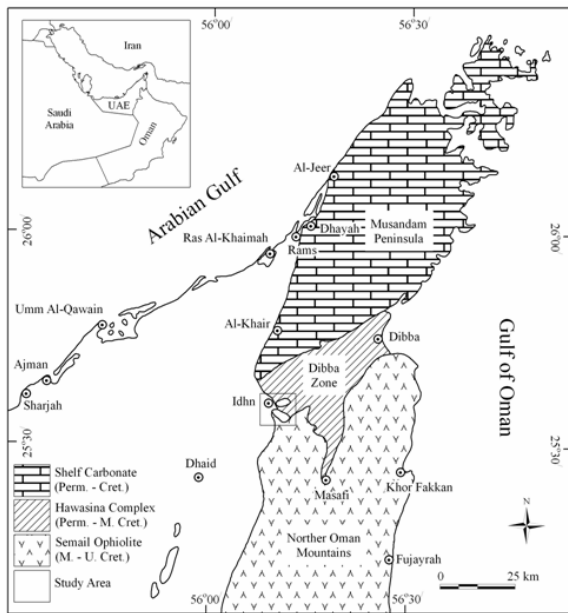 56°00'
56°30'
Iran
Saudi
Arabia
UAE
Oman
Al-Jeer
Arabian Gulf
26°00'
26°00'
Dhayah
Musandam
Peninsula
Ras Al-Khaimah
Rams
Umm Al-Qawain
Al-Khair
Dibba
Gulf of Oman
Ajman
Dibba
Zone
Sharjah
Idhn
25°30'
25°30'
Shelf Carbonate
(Perm. - Cret.)
Dhaid
Masafi
Khor Fakkan
Hawasina Complex
(Perm. - M. Cret.)
N
Semail Ophiolite
(M. - U. Cret.)
Norther Oman
Mountains
Fujayrah
Study Area
0
25 km
56°00'
56°30'